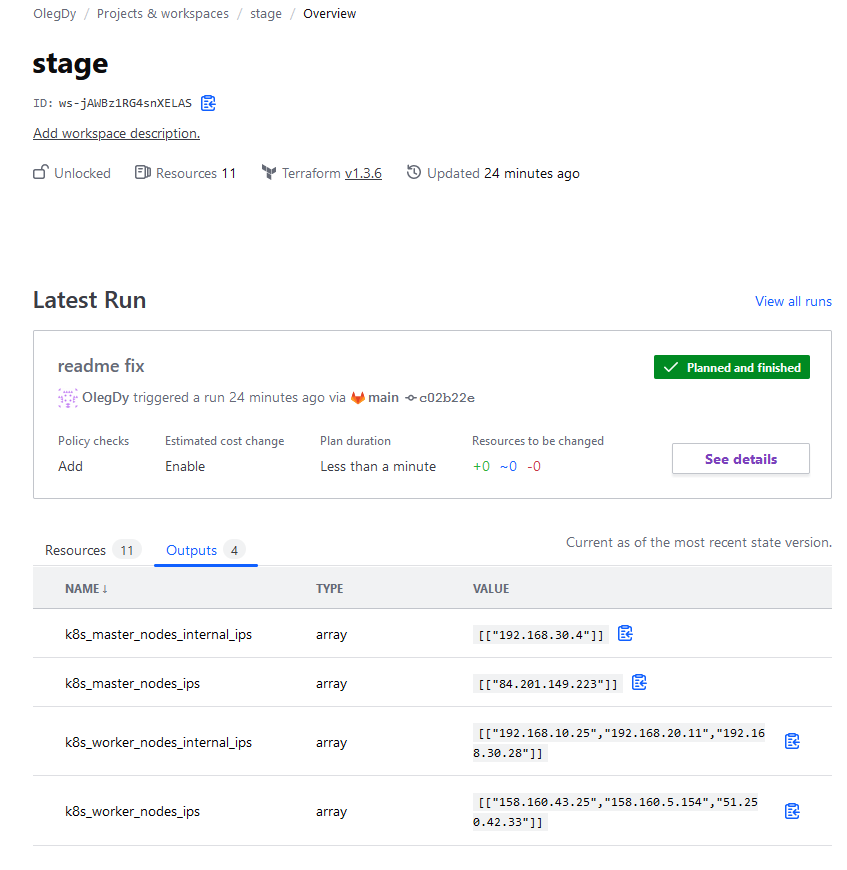 OlegDy / Projects & workspaces / stage / Overview
stage
ID: ws-jAWBz1RG4snXELAS
Add workspace description.
Unlocked Resources 11 Terraform v1.3.6 Updated 24 minutes ago
Latest Run View all runs
readme fix Planned and finished
OlegDy triggered a run 24 minutes ago via main c02b22e
Policy checks Estimated cost change Plan duration Resources to be changed
Add Enable Less than a minute +0 ~0 -0 See details
Resources 11 Outputs 4 Current as of the most recent state version.
NAME ↓ TYPE VALUE
k8s_master_nodes_internal_ips array [["192.168.30.4"]]
k8s_master_nodes_ips array [["84.201.149.223"]]
k8s_worker_nodes_internal_ips array [["192.168.10.25","192.168.20.11","192.16
8.30.28"]]
k8s_worker_nodes_ips array [["158.160.43.25","158.160.5.154","51.25
0.42.33"]]